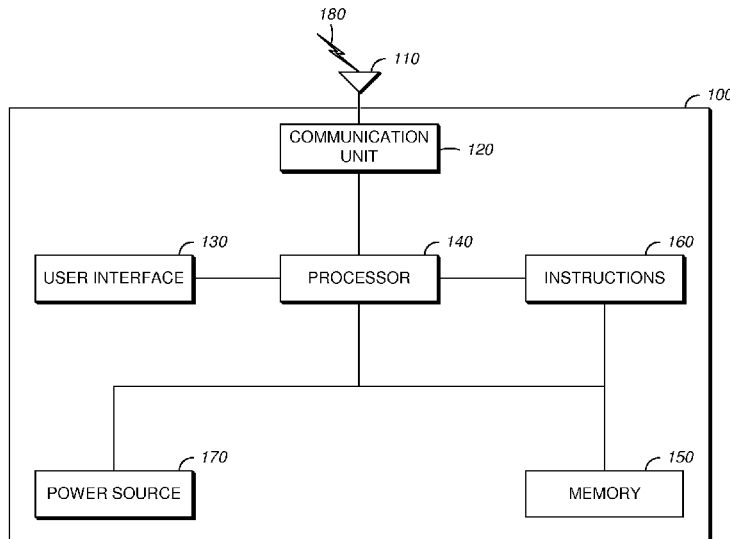 180
110
100
COMMUNICATION
UNIT
120
130
140
160
USER INTERFACE
PROCESSOR
INSTRUCTIONS
170
150
POWER SOURCE
MEMORY